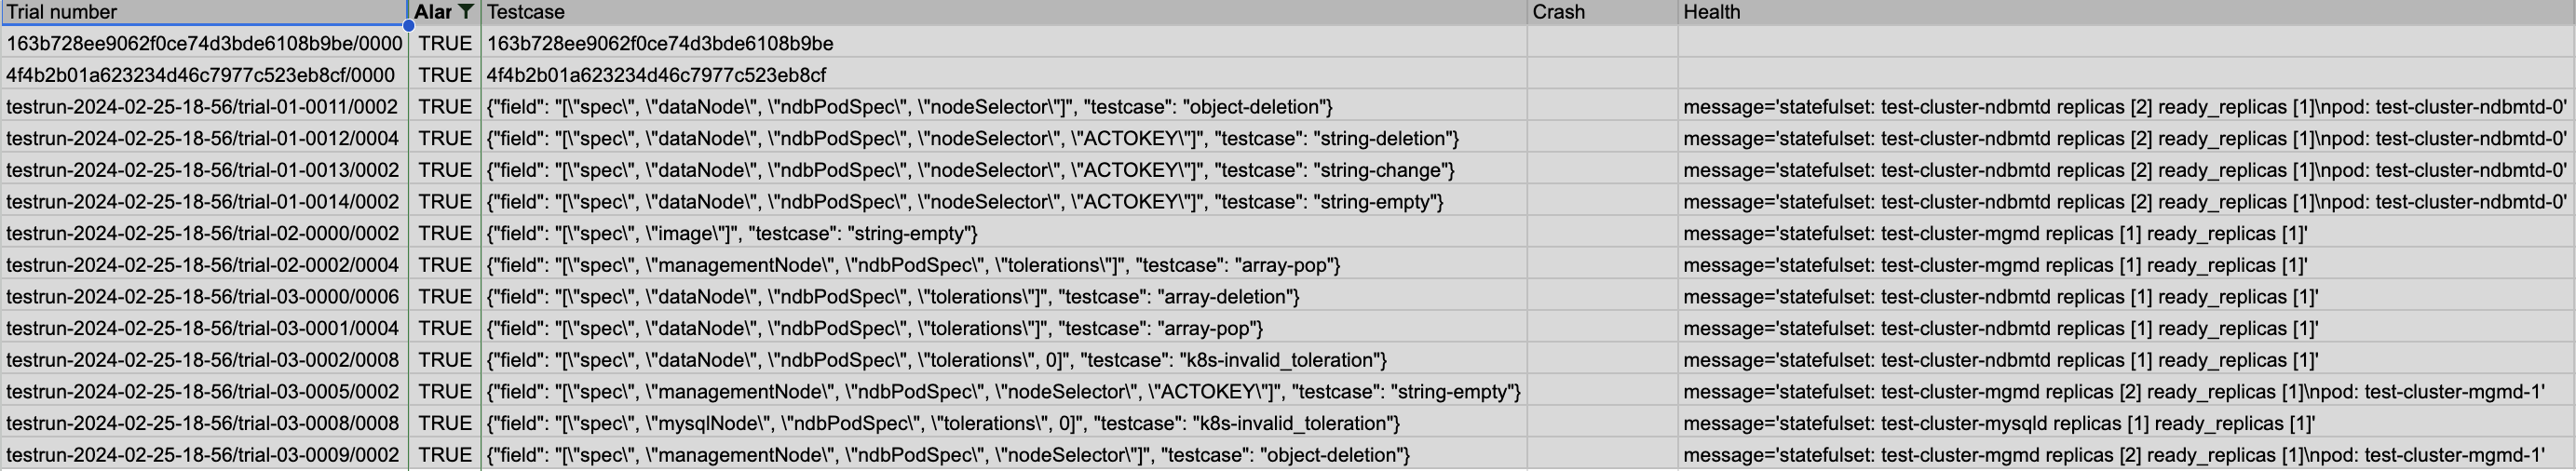 Trial number Alar Testcase Crash Health
163b728ee9062f0ce74d3bde6108b9be/0000 TRUE 163b728ee9062f0ce74d3bde6108b9be
4f4b2b01a623234d46c7977c523eb8cf/0000 TRUE 4f4b2b01a623234d46c7977c523eb8cf
testrun-2024-02-25-18-56/trial-01-0011/0002 TRUE {"field": "[\"spec\", \"dataNode\", \"ndbPodSpec\", \"nodeSelector\"]", "testcase": "object-deletion"} message='statefulset: test-cluster-ndbmtd replicas [2] ready_replicas [1]\npod: test-cluster-ndbmtd-0'
testrun-2024-02-25-18-56/trial-01-0012/0004 TRUE {"field": "[\"spec\", \"dataNode\", \"ndbPodSpec\", \"nodeSelector\", \"ACTOKEY\"]", "testcase": "string-deletion"} message='statefulset: test-cluster-ndbmtd replicas [2] ready_replicas [1]\npod: test-cluster-ndbmtd-0'
testrun-2024-02-25-18-56/trial-01-0013/0002 TRUE {"field": "[\"spec\", \"dataNode\", \"ndbPodSpec\", \"nodeSelector\", \"ACTOKEY\"]", "testcase": "string-change"} message='statefulset: test-cluster-ndbmtd replicas [2] ready_replicas [1]\npod: test-cluster-ndbmtd-0'
testrun-2024-02-25-18-56/trial-01-0014/0002 TRUE {"field": "[\"spec\", \"dataNode\", \"ndbPodSpec\", \"nodeSelector\", \"ACTOKEY\"]", "testcase": "string-empty"} message='statefulset: test-cluster-ndbmtd replicas [2] ready_replicas [1]\npod: test-cluster-ndbmtd-0'
testrun-2024-02-25-18-56/trial-02-0000/0002 TRUE {"field": "[\"spec\", \"image\"]", "testcase": "string-empty"} message='statefulset: test-cluster-mgmd replicas [1] ready_replicas [1]'
testrun-2024-02-25-18-56/trial-02-0002/0004 TRUE {"field": "[\"spec\", \"managementNode\", \"ndbPodSpec\", \"tolerations\"]", "testcase": "array-pop"} message='statefulset: test-cluster-mgmd replicas [1] ready_replicas [1]'
testrun-2024-02-25-18-56/trial-03-0000/0006 TRUE {"field": "[\"spec\", \"dataNode\", \"ndbPodSpec\", \"tolerations\"]", "testcase": "array-deletion"} message='statefulset: test-cluster-ndbmtd replicas [1] ready_replicas [1]'
testrun-2024-02-25-18-56/trial-03-0001/0004 TRUE {"field": "[\"spec\", \"dataNode\", \"ndbPodSpec\", \"tolerations\"]", "testcase": "array-pop"} message='statefulset: test-cluster-ndbmtd replicas [1] ready_replicas [1]'
testrun-2024-02-25-18-56/trial-03-0002/0008 TRUE {"field": "[\"spec\", \"dataNode\", \"ndbPodSpec\", \"tolerations\", 0]", "testcase": "k8s-invalid_toleration"} message='statefulset: test-cluster-ndbmtd replicas [1] ready_replicas [1]'
testrun-2024-02-25-18-56/trial-03-0005/0002 TRUE {"field": "[\"spec\", \"managementNode\", \"ndbPodSpec\", \"nodeSelector\", \"ACTOKEY\"]", "testcase": "string-empty"} message='statefulset: test-cluster-mgmd replicas [2] ready_replicas [1]\npod: test-cluster-mgmd-1'
testrun-2024-02-25-18-56/trial-03-0008/0008 TRUE {"field": "[\"spec\", \"mysqlNode\", \"ndbPodSpec\", \"tolerations\", 0]", "testcase": "k8s-invalid_toleration"} message='statefulset: test-cluster-mysqld replicas [1] ready_replicas [1]'
testrun-2024-02-25-18-56/trial-03-0009/0002 TRUE {"field": "[\"spec\", \"managementNode\", \"ndbPodSpec\", \"nodeSelector\"]", "testcase": "object-deletion"} message='statefulset: test-cluster-mgmd replicas [2] ready_replicas [1]\npod: test-cluster-mgmd-1'